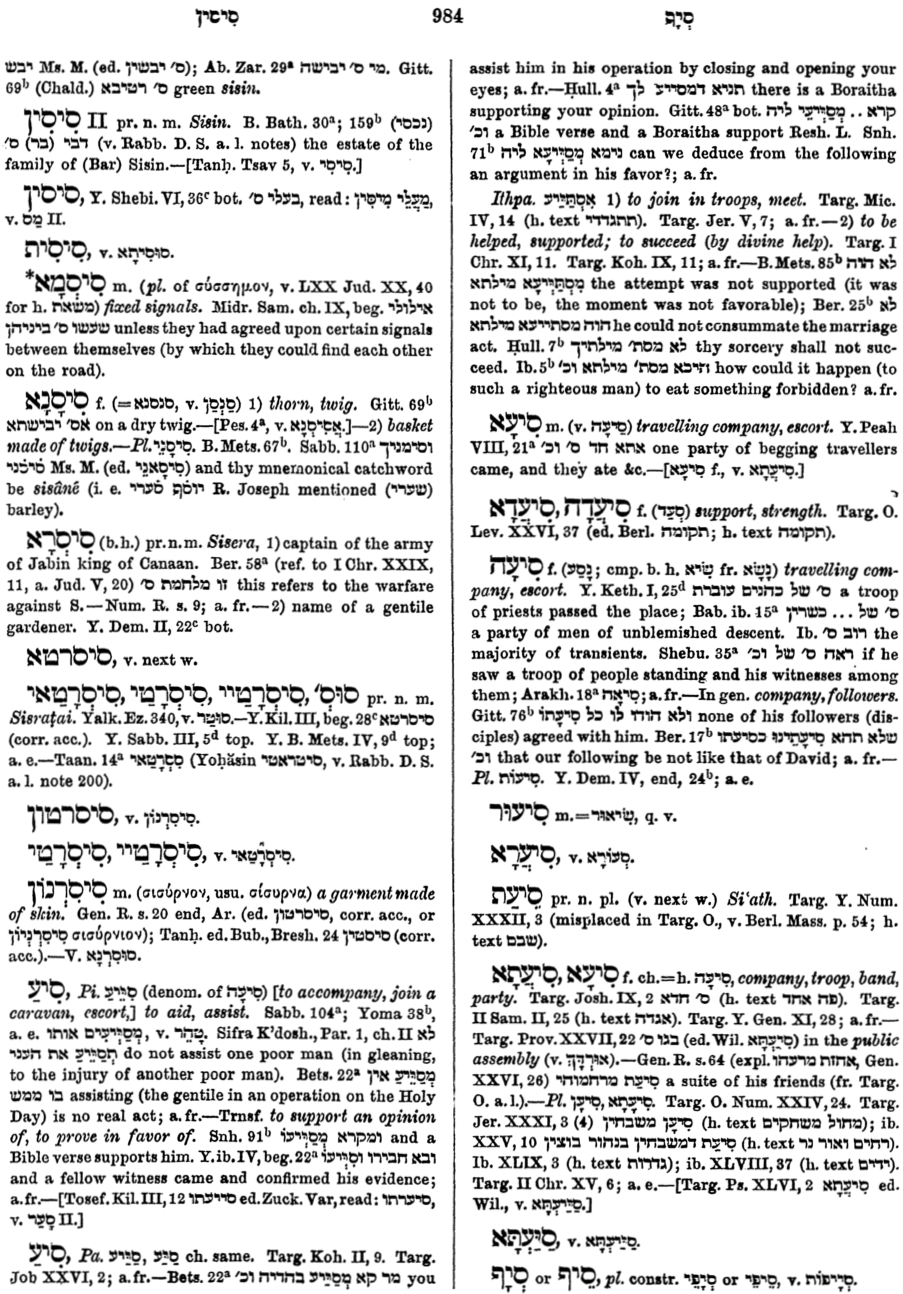 סִיסִין 984 סְיָף
יבש Ms. M. (ed. ס׳ יבשין); Ab. Zar. 29ª מי ס׳ יבישה. Gitt.
69ᵇ (Chald.) ס׳ רטיבא green sisin.
סִיסִין II pr. n. m. Sisin. B. Bath. 30ª; 159ᵇ (נכסי)
דבי (בר) ס׳ (v. Rabb. D. S. a. l. notes) the estate of the
family of (Bar) Sisin.—[Tanḥ. Tsav 5, v. סִיסִי.]
סִיסִין, Y. Shebi. VI, 36ᶜ bot. בעלי ס׳, read: מַעֲלֵי מִיסִּין,
v. מַס II.
סִיסִית, v. סוּסִיתָא.
*סִיסְמָא m. (pl. of σύσσημον, v. LXX Jud. XX, 40
for h. משאת) fixed signals. Midr. Sam. ch. IX, beg. אילולי
שעשו ס׳ ביניהן unless they had agreed upon certain signals
between themselves (by which they could find each other
on the road).
סִיסָנָא f. (=סנסנא, v. סַנְסַן) 1) thorn, twig. Gitt. 69ᵇ
אס׳ יבישתא on a dry twig.—[Pes. 4ª, v. אֲסִיסְנָא.]—2) basket
made of twigs.—Pl. סִיסָנֵי. B. Mets. 67ᵇ. Sabb. 110ª וסימניך
סיסני Ms. M. (ed. סִיסָאנֵי) and thy mnemonical catchword
be sisâné (i. e. יוסף סערי R. Joseph mentioned (שערי)
barley).
סִיסְרָא (b. h.) pr. n. m. Sisera, 1) captain of the army
of Jabin king of Canaan. Ber. 58ª (ref. to I Chr. XXIX,
11, a. Jud. V, 20) זו מלחמת ס׳ this refers to the warfare
against S.—Num. R. s. 9; a. fr.—2) name of a gentile
gardener. Y. Dem. II, 22ᶜ bot.
סיסרטא, v. next w.
סִיסְרָטַאי, סִיסְרָטַי, סִיסְרָטַיי, סוּס׳ pr. n. m.
Sisraṭai. Yalk. Ez. 340, v. סוּטַר.—Y. Kil. III, beg. 28ᶜ סיסרטא
(corr. acc.). Y. Sabb. III, 5ᵈ top. Y. B. Mets. IV, 9ᵈ top;
a. e.—Taan. 14ª סִסְרָטַאי (Yoḥăsin סיטראטי, v. Rabb. D. S.
a. l. note 200).
סיסרטון, v. סִיסִרְנוֹן.
סִיסְרָטַיי, סִיסְרָטַי, v. סִיסְרָטַאי.
סִיסִרְנוֹן m. (σισύρνον, usu. σίσυρνα) a garment made
of skin. Gen. R. s. 20 end, Ar. (ed. סיסרטון, corr. acc., or
סִיסִרְנְיוֹן σισύρνιον); Tanḥ. ed. Bub., Bresh. 24 סיסטין (corr.
acc.).—V. סוּסַרְנָא.
סִיעַ, Pi. סִיֵּיעַ (denom. of סִיעָה) [to accompany, join a
caravan, escort,] to aid, assist. Sabb. 104ª; Yoma 38ᵇ,
a. e. מְסַיְּיעִים אותו, v. טָהֵר. Sifra K'dosh., Par. 1, ch. II לא
תְסַיֵּיעַ את העני do not assist one poor man (in gleaning,
to the injury of another poor man). Bets. 22ª מְסַיֵּיעַ אין
בו ממש assisting (the gentile in an operation on the Holy
Day) is no real act; a. fr.—Trnsf. to support an opinion
of, to prove in favor of. Snh. 91ᵇ ומקרא מְסַיְּיעוֹ and a
Bible verse supports him. Y. ib. IV, beg. 22ª ובא חבירו וסִיְּיעוֹ
and a fellow witness came and confirmed his evidence;
a. fr.—[Tosef. Kil. III, 12 סייעתו ed. Zuck. Var, read: סיערתו,
v. סָעַר II.]
סִיעַ, Pa. סַיַּע, סַיֵּיע ch. same. Targ. Koh. II, 9. Targ.
Job XXVI, 2; a. fr.—Bets. 22ª מר קא מְסַיֵּיע בהדיה וכ׳ you
assist him in his operation by closing and opening your
eyes; a. fr.—Ḥull. 4ª תניא דמסייע לך there is a Boraitha
supporting your opinion. Gitt. 48ª bot. קרא .. מְסַיְּיעֵי ליה
וכ׳ a Bible verse and a Boraitha support Resh. L. Snh.
71ᵇ נימא מְסַיְּיעָא ליה can we deduce from the following
an argument in his favor?; a. fr.
Ithpa. אִסְתַּיַּיע 1) to join in troops, meet. Targ. Mic.
IV, 14 (h. text תתגדדי). Targ. Jer. V, 7; a. fr.—2) to be
helped, supported; to succeed (by divine help). Targ. I
Chr. XI, 11. Targ. Koh. IX, 11; a. fr.—B. Mets. 85ᵇ לא הוה
מִסְתַּיְּיעָא מילתא the attempt was not supported (it was
not to be, the moment was not favorable); Ber. 25ᵇ לא
הוה מסתייעא מילתא he could not consummate the marriage
act. Ḥull. 7ᵇ לא מסת׳ מילתיך thy sorcery shall not suc-
ceed. Ib. 5ᵇ והיכא מסת׳ מילתא וכ׳ how could it happen (to
such a righteous man) to eat something forbidden? a. fr.
סִיעָא m. (v. סִיעָה) travelling company, escort. Y. Peah
VIII, 21ª אתא חד ס׳ וכ׳ one party of begging travellers
came, and they ate &c.—[סִיעָא f., v. סִיעֲתָא.]
סִיעֲדָה, סִיעֲדָא f. (סְעַד) support, strength. Targ. O.
Lev. XXVI, 37 (ed. Berl. תקומה; h. text תקומה).
סִיעָה f. (נְסַע; cmp. b. h. שִׂיא fr. נָשָׂא) travelling com-
pany, escort. Y. Keth. I, 25ᵈ ס׳ של כהנים עוברת a troop
of priests passed the place; Bab. ib. 15ª ס׳ של ... כשרין
a party of men of unblemished descent. Ib. רוב ס׳ the
majority of transients. Shebu. 35ª ראה ס׳ של וכ׳ if he
saw a troop of people standing and his witnesses among
them; Arakh. 18ª סִיאָה; a. fr.—In gen. company, followers.
Gitt. 76ᵇ ולא הודו לו כל סִיעָתוֹ none of his followers (dis-
ciples) agreed with him. Ber. 17ᵇ שלא תהא סִיעָתֵינוּ כסיעתו
וכ׳ that our following be not like that of David; a. fr.—
Pl. סִיעוֹת. Y. Dem. IV, end, 24ᵇ; a. e.
סִיעוּר m.=שִׂיאוּר, q. v.
סִיעֲרָא, v. סְעוֹרָא.
סִיעַת pr. n. pl. (v. next w.) Si‘ath. Targ. Y. Num.
XXXII, 3 (misplaced in Targ. O., v. Berl. Mass. p. 54; h.
text שבם).
סִיעָא, סִיעֲתָא f. ch.=h. סִיעָה, company, troop, band,
party. Targ. Josh. IX, 2 ס׳ חדא (h. text פה אחד). Targ.
II Sam. II, 25 (h. text אגדה). Targ. Y. Gen. XI, 28; a. fr.—
Targ. Prov. XXVII, 22 בגו ס׳ (ed. Wil. סִיַעְתָּא) in the public
assembly (v. אוּרְדָּךְ).—Gen. R. s. 64 (expl. אחזת מרעהו, Gen.
XXVI, 26) סִיעַת מרחמוהי a suite of his friends (fr. Targ.
O. a. l.).—Pl. סִיעָתָא, סִיעָן. Targ. O. Num. XXIV, 24. Targ.
Jer. XXXI, 3 (4) סִיעָן משבחין (h. text מחול משחקים); ib.
XXV, 10 סִיעַת דמשבחין בנהור בוצין (h. text רחים ואור נר).
Ib. XLIX, 3 (h. text גדרות); ib. XLVIII, 37 (h. text ידים).
Targ. II Chr. XV, 6; a. e.—[Targ. Ps. XLVI, 2 סִיעֲתָא ed.
Wil., v. סַיַּיעְתָּא.]
סַיַּעְתָּא, v. סַיַּיעְתָּא.
סְיָף or סֵיף, pl. constr. סְיָפֵי or סֵיפֵי, v. סְיָיפוֹת.